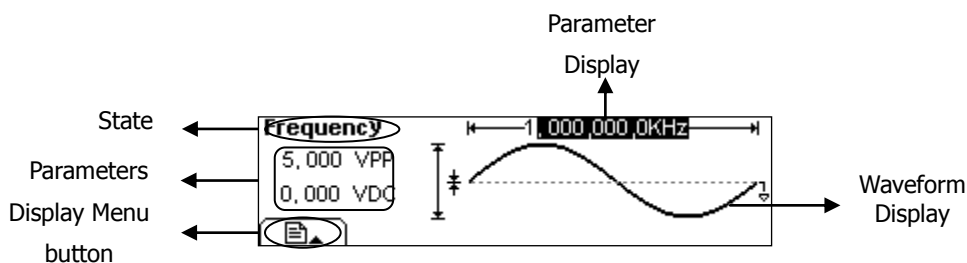 Parameter
Display
State
Frequency
1,000,000,0KHz
5,000 VPP
0,000 VDC
Parameters
Display Menu
button
Waveform
Display